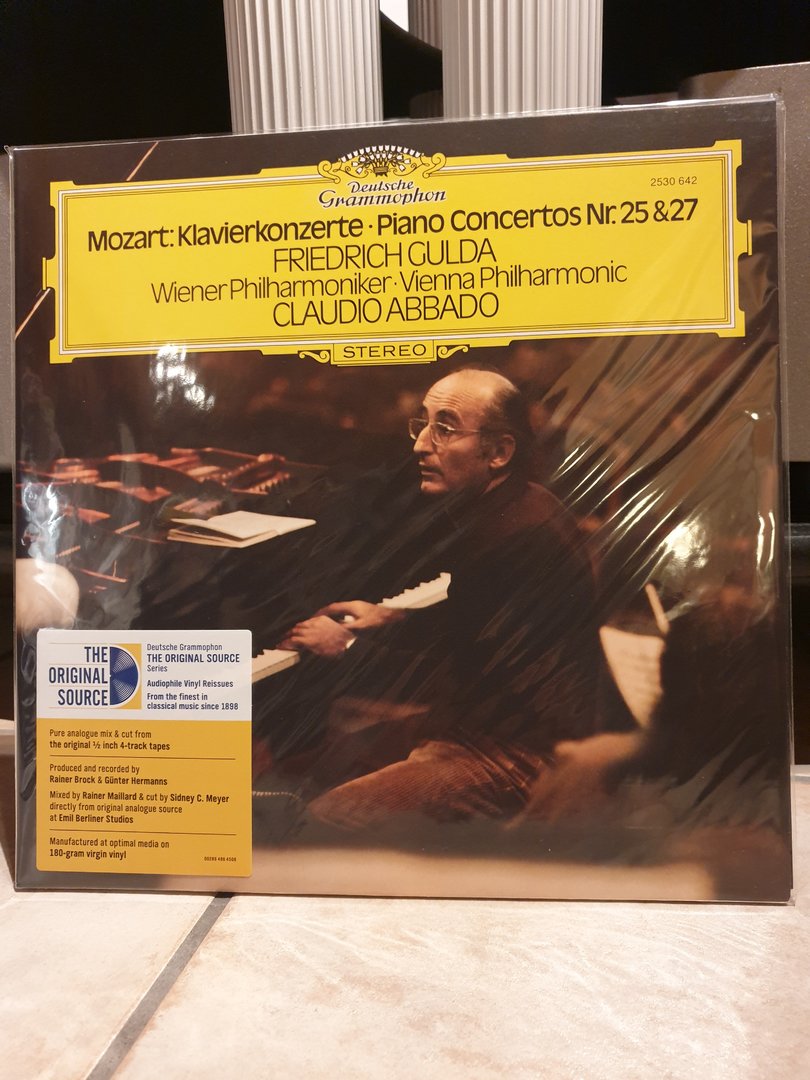 Deutsche
Grammophon
2530 642
Mozart: Klavierkonzerte · Piano Concertos Nr. 25 & 27
FRIEDRICH GULDA
Wiener Philharmoniker · Vienna Philharmonic
CLAUDIO ABBADO
STEREO
THE
ORIGINAL
SOURCE
Deutsche Grammophon
THE ORIGINAL SOURCE
Series
Audiophile Vinyl Reissues
From the finest in
classical music since 1898
Pure analogue mix & cut from
the original ½ inch 4-track tapes
Produced and recorded by
Rainer Brock & Günter Hermanns
Mixed by Rainer Maillard & cut by Sidney C. Meyer
directly from original analogue source
at Emil Berliner Studios
Manufactured at optimal media on
180-gram virgin vinyl